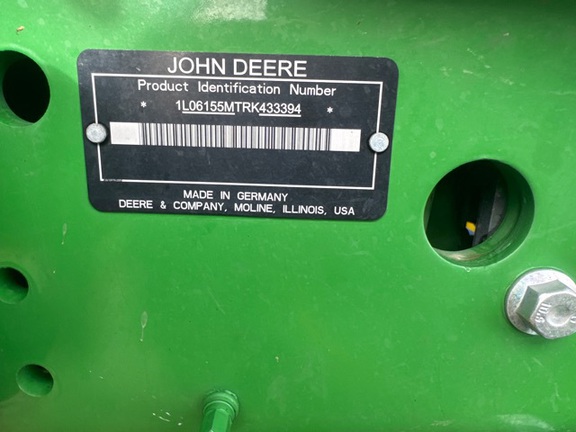 JOHN DEERE
Product Identification Number
* 1L06155MTRK433394 *
MADE IN GERMANY
DEERE & COMPANY, MOLINE, ILLINOIS, USA